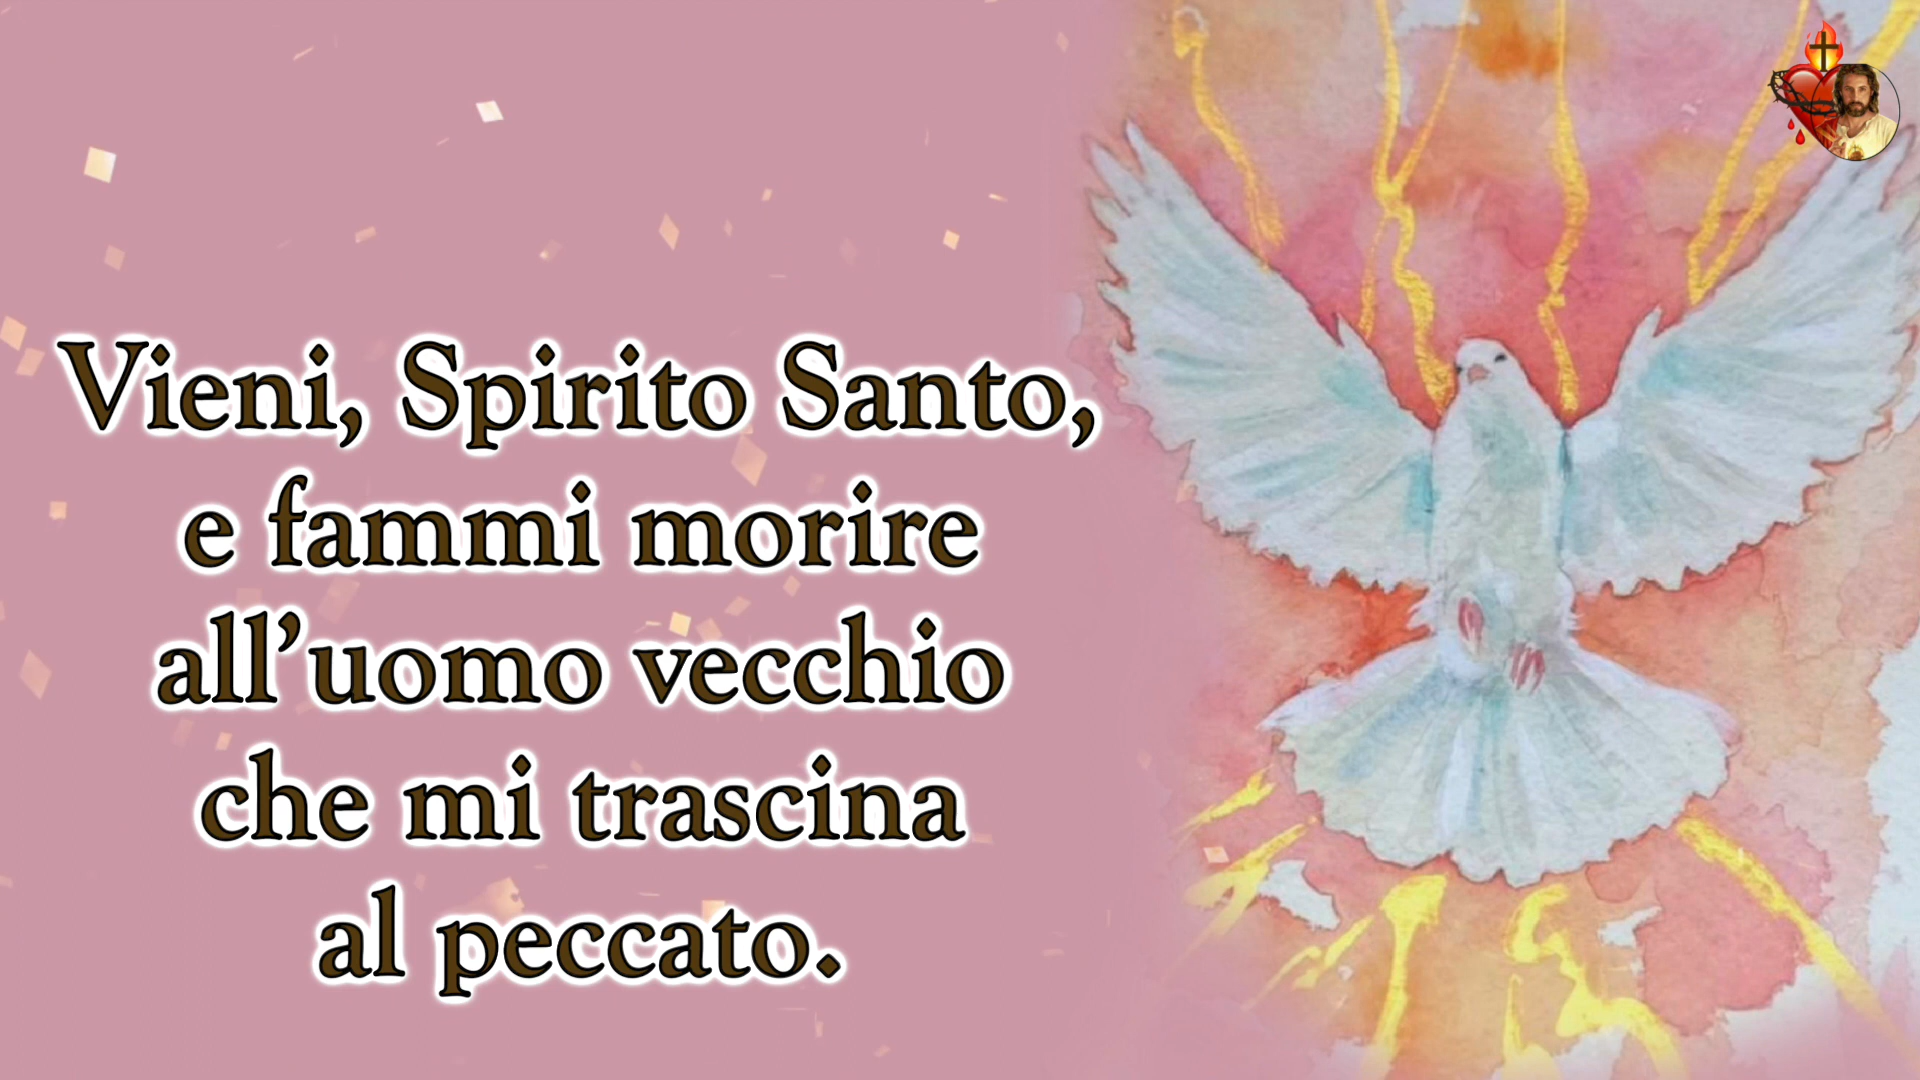 Vieni, Spirito Santo,
e fammi morire
all’uomo vecchio
che mi trascina
al peccato.